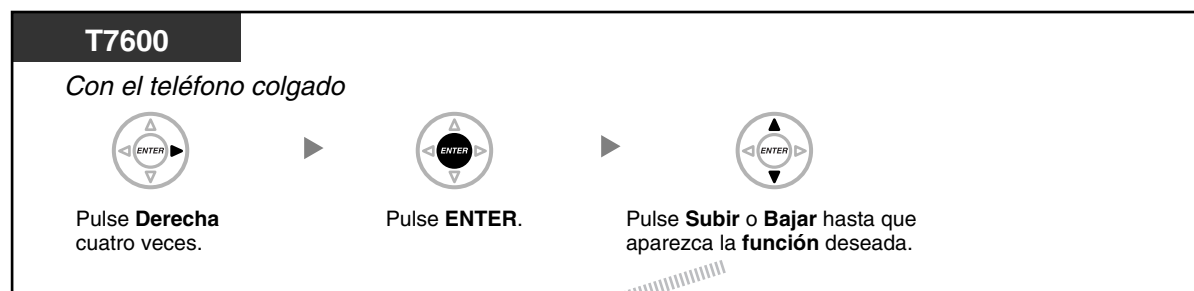 T7600
Con el teléfono colgado
ENTER
ENTER
ENTER
Pulse Derecha
cuatro veces.
Pulse ENTER.
Pulse Subir o Bajar hasta que
aparezca la función deseada.